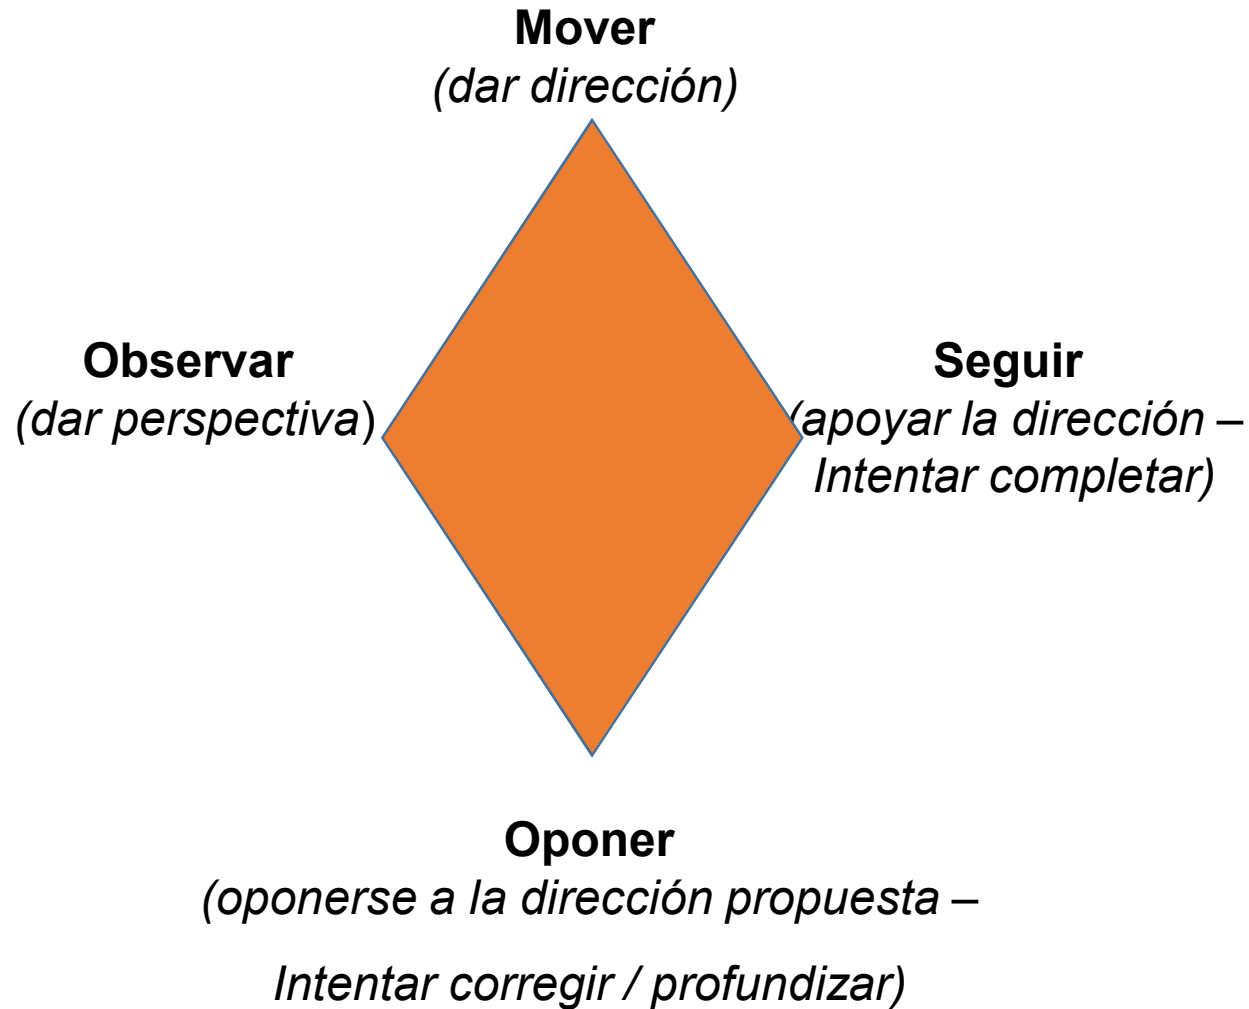 Mover
(dar dirección)
Observar
(dar perspectiva)
Seguir
(apoyar la dirección –
Intentar completar)
Oponer
(oponerse a la dirección propuesta –
Intentar corregir / profundizar)